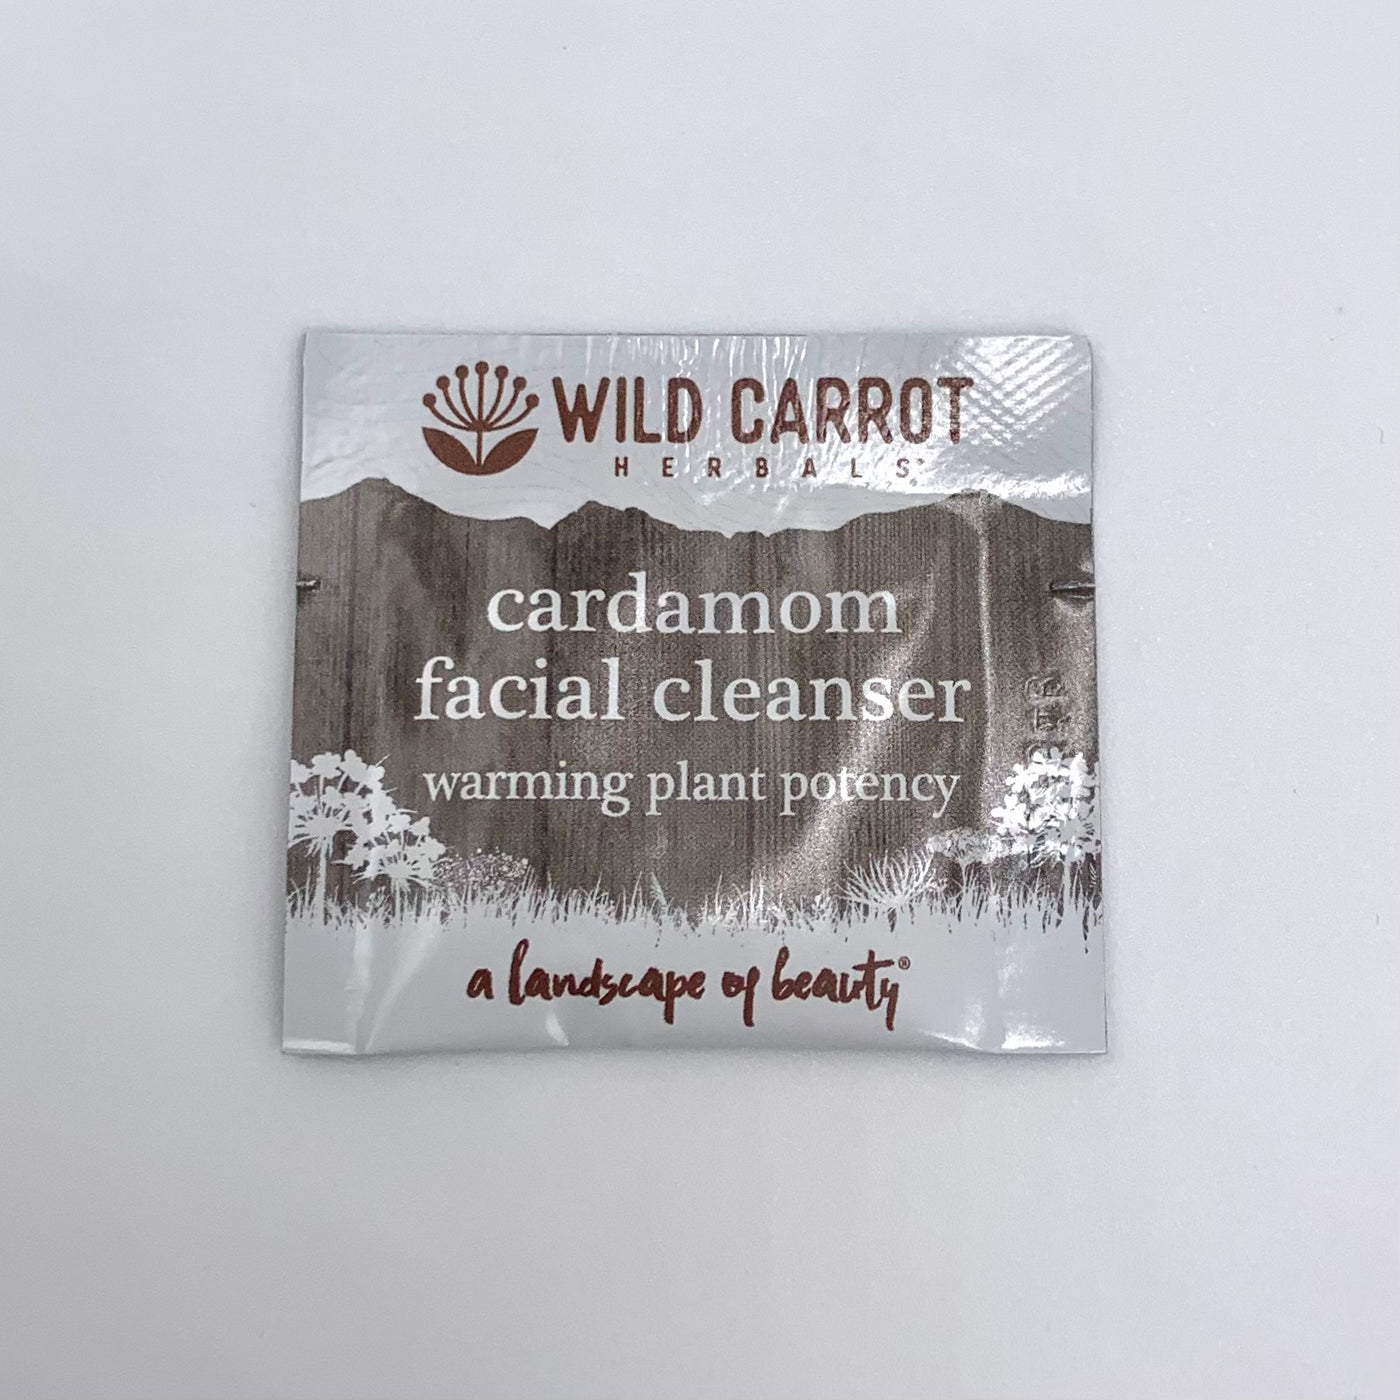 WILD CARROT
HERBALS
cardamom
facial cleanser
warming plant potency
a landscape of beauty®